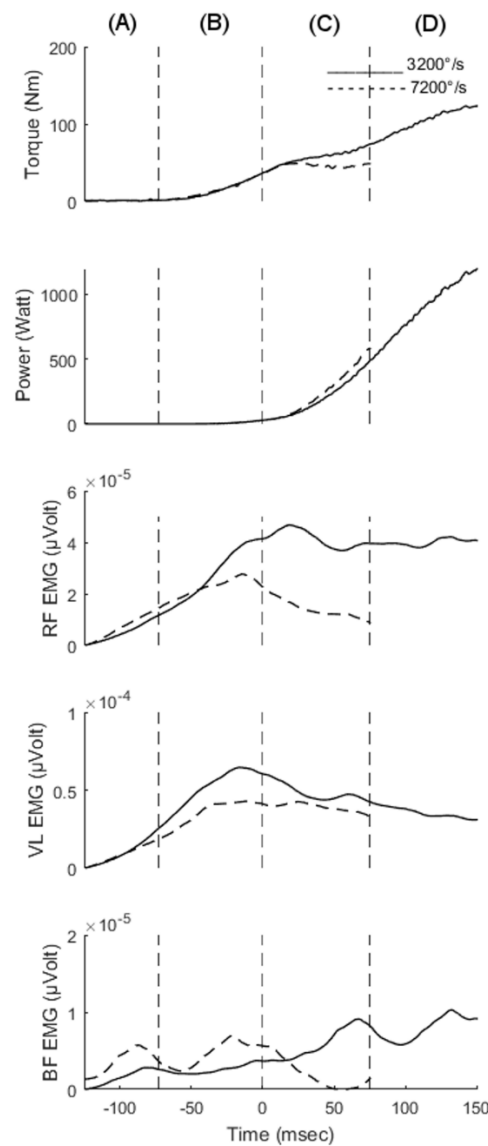 (A) (B) (C) (D)
200
100
0
Torque (Nm)
3200°/s
7200°/s
1000
500
0
Power (Watt)
× 10-5
6
4
2
0
RF EMG (µVolt)
× 10-4
1
0.5
0
VL EMG (µVolt)
× 10-5
2
1
0
BF EMG (µVolt)
-100 -50 0 50 100 150
Time (msec)